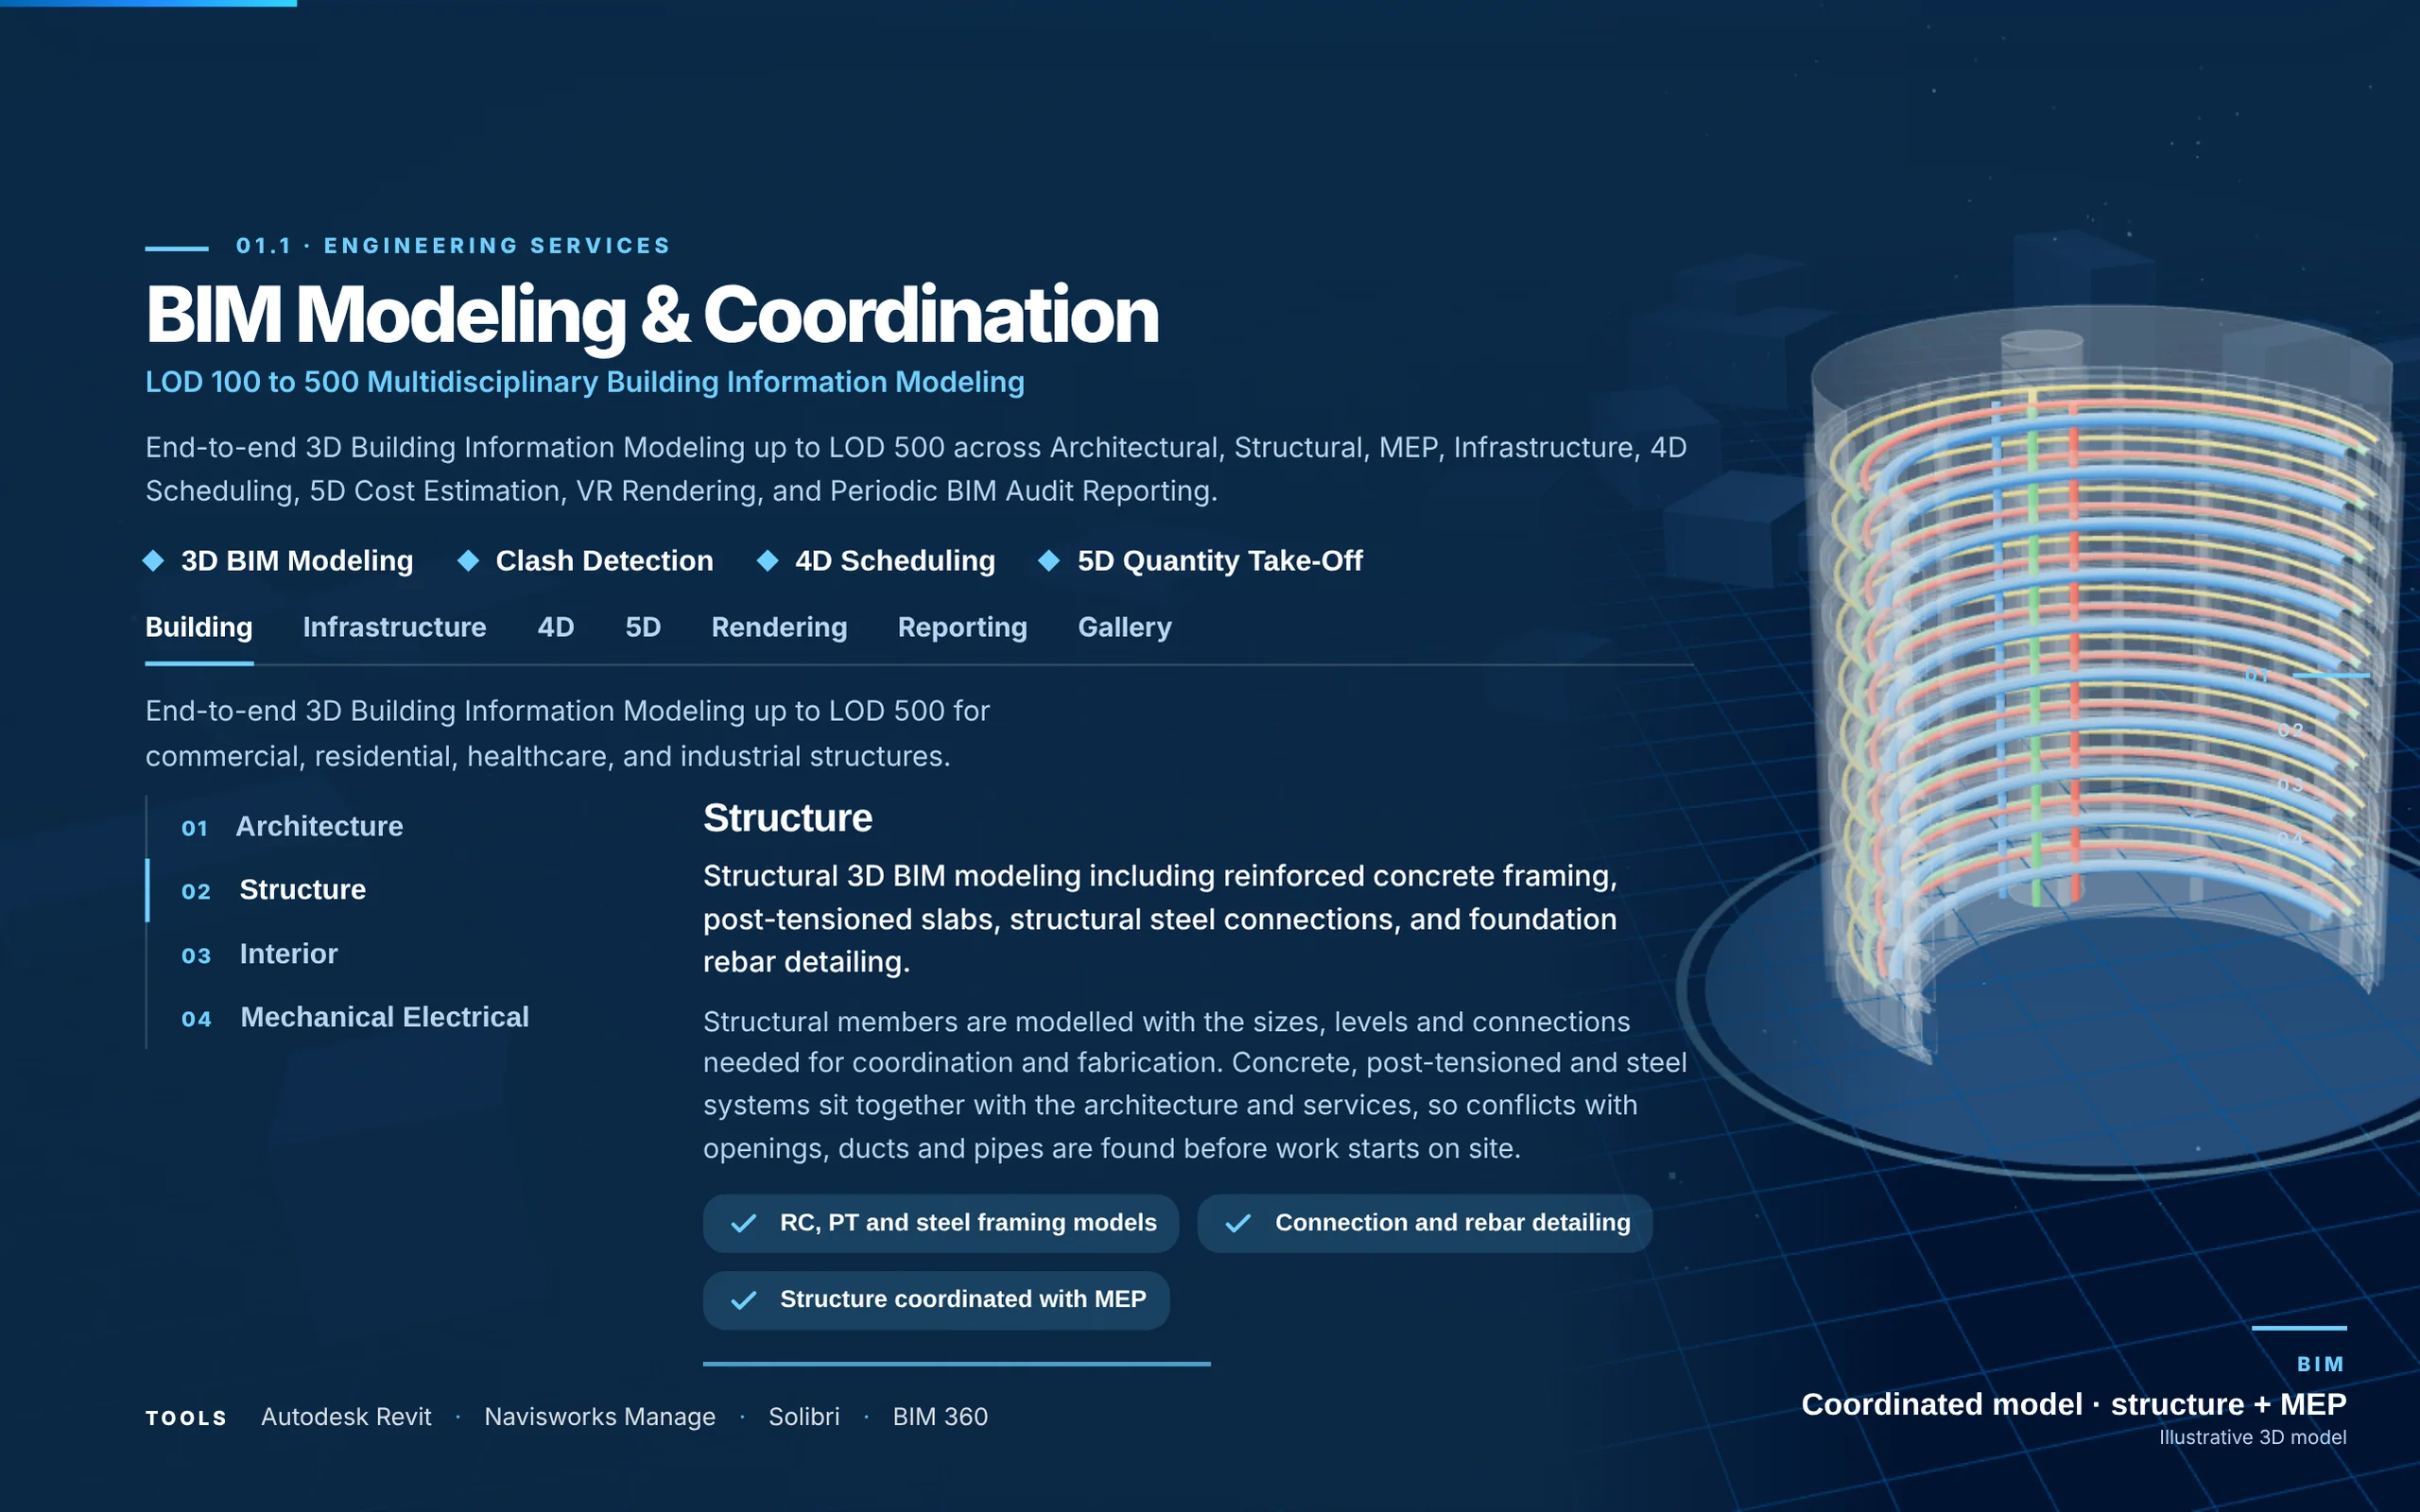 01.1 · ENGINEERING SERVICES
BIM Modeling & Coordination
LOD 100 to 500 Multidisciplinary Building Information Modeling
End-to-end 3D Building Information Modeling up to LOD 500 across Architectural, Structural, MEP, Infrastructure, 4D
Scheduling, 5D Cost Estimation, VR Rendering, and Periodic BIM Audit Reporting.
3D BIM Modeling Clash Detection 4D Scheduling 5D Quantity Take-Off
Building Infrastructure 4D 5D Rendering Reporting Gallery
End-to-end 3D Building Information Modeling up to LOD 500 for
commercial, residential, healthcare, and industrial structures.
01 Architecture
02 Structure
03 Interior
04 Mechanical Electrical
Structure
Structural 3D BIM modeling including reinforced concrete framing,
post-tensioned slabs, structural steel connections, and foundation
rebar detailing.
Structural members are modelled with the sizes, levels and connections
needed for coordination and fabrication. Concrete, post-tensioned and steel
systems sit together with the architecture and services, so conflicts with
openings, ducts and pipes are found before work starts on site.
RC, PT and steel framing models Connection and rebar detailing
Structure coordinated with MEP
TOOLS Autodesk Revit · Navisworks Manage · Solibri · BIM 360
01
02
03
04
BIM
Coordinated model · structure + MEP
Illustrative 3D model